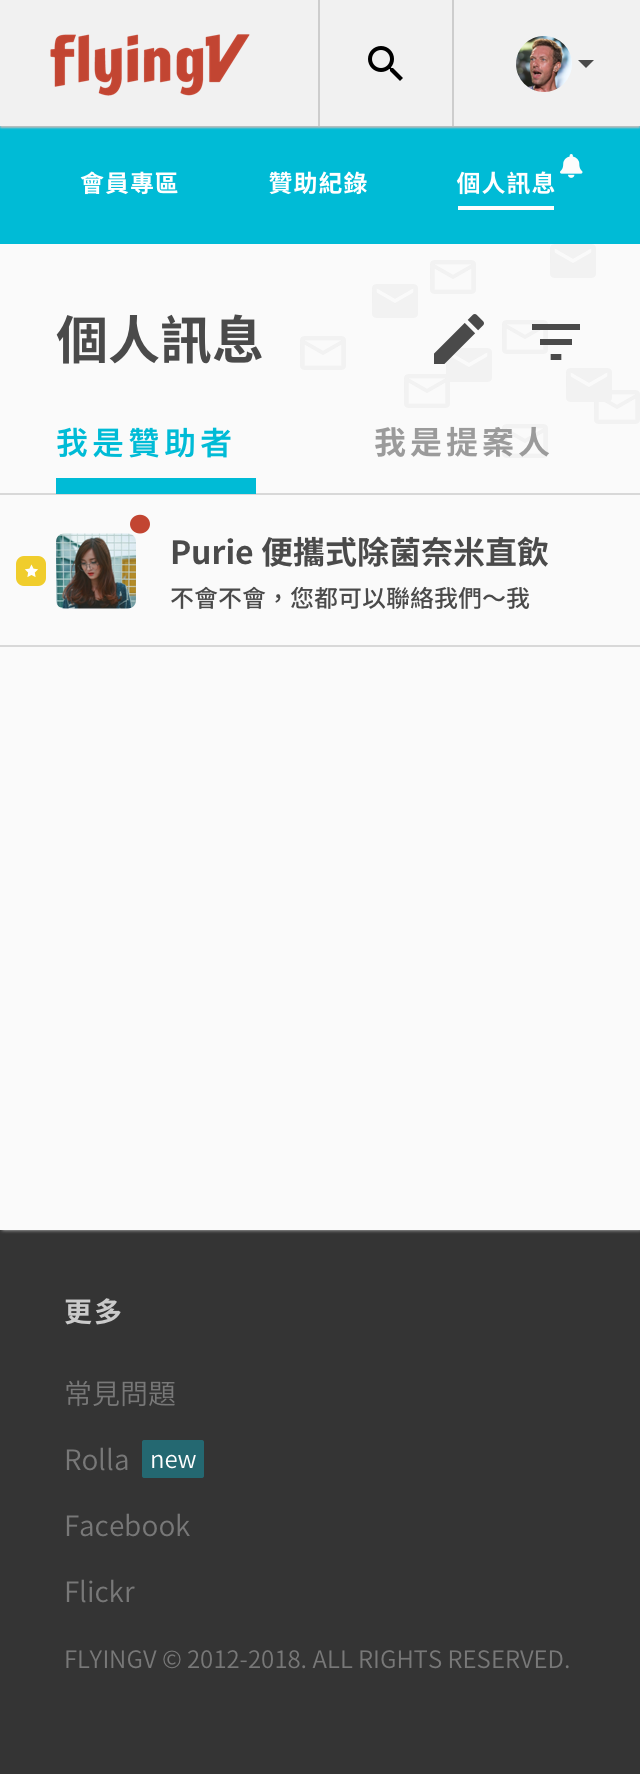 flyingV
會員專區
贊助紀錄
個人訊息
個人訊息
我是贊助者
我是提案人
Purie 便攜式除菌奈米直飲
不會不會，您都可以聯絡我們～我
更多
常見問題
Rolla new
Facebook
Flickr
FLYINGV © 2012-2018. ALL RIGHTS RESERVED.